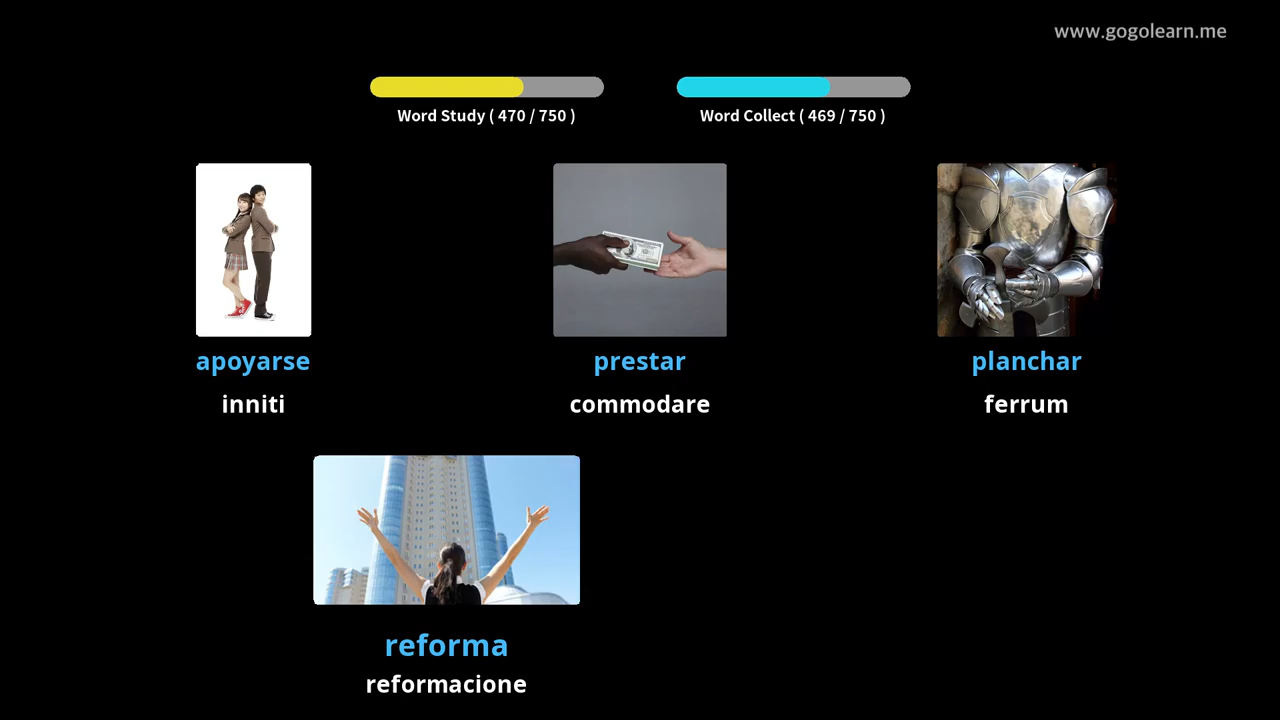 www.gogolearn.me
Word Study ( 470 / 750 )
Word Collect ( 469 / 750 )
apoyarse
prestar
planchar
inniti
commodare
ferrum
reforma
reformacione